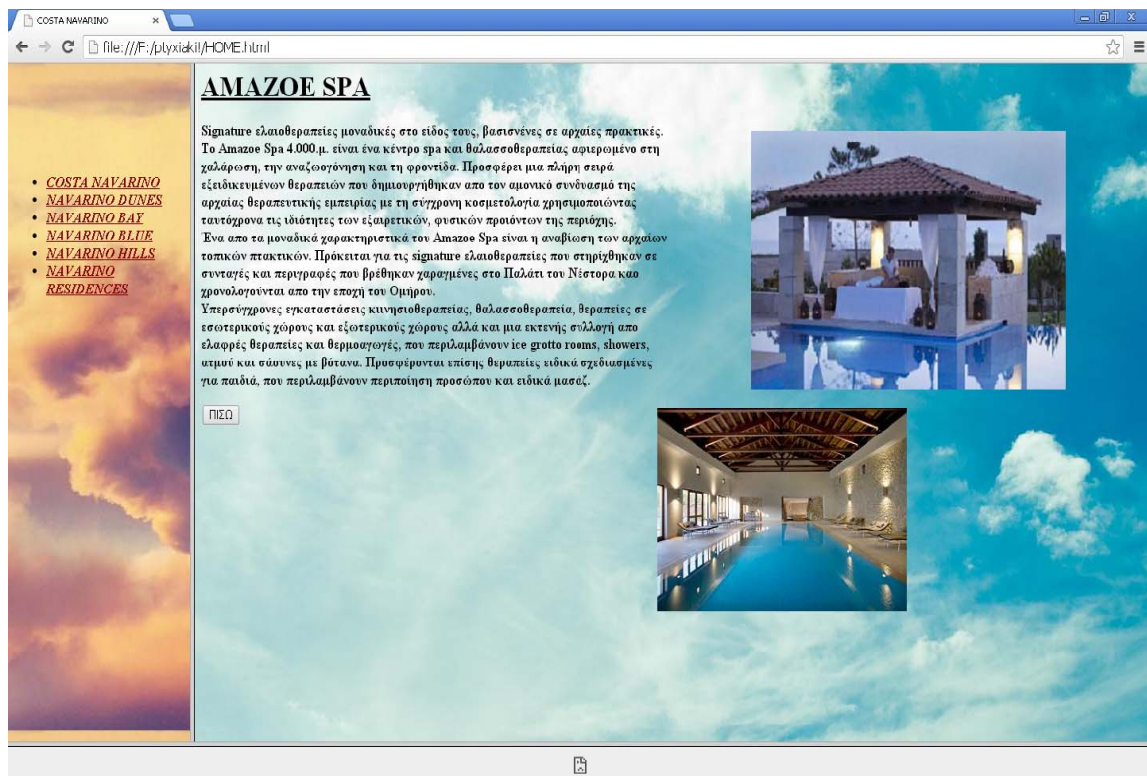 COSTA NAVARINO
file:///F:/ptyxiaki!/HOME.html
COSTA NAVARINO
NAVARINO DUNES
NAVARINO BAY
NAVARINO BLUE
NAVARINO HILLS
NAVARINO
RESIDENCES
AMAZOE SPA
Signature ελαιοθεραπείες μοναδικές στο είδος τους, βασισνένες σε αρχαίες πρακτικές.
Το Amazoe Spa 4.000.μ. είναι ένα κέντρο spa και θαλασσοθεραπείας αφιερωμένο στη
χαλάρωση, την αναζωογόνηση και τη φροντίδα. Προσφέρει μια πλήρη σειρά
εξειδικευμένων θεραπειών που δημιουργήθηκαν απο τον αμονικό συνδυασμό της
αρχαίας θεραπευτικής εμπειρίας με τη σύγχρονη κοσμετολογία χρησιμοποιώντας
ταυτόχρονα τις ιδιότητες των εξαιρετικών, φυσικών προιόντων της περιόχης.
Ένα απο τα μοναδικά χαρακτηριστικά του Amazoe Spa είναι η αναβίωση των αρχαίων
τοπικών πτακτικών. Πρόκειται για τις signature ελαιοθεραπείες που στηρίχθηκαν σε
συνταγές και περιγραφές που βρέθηκαν χαραγμένες στο Παλάτι του Νέστορα καο
χρονολογούνται απο την εποχή του Ομήρου.
Υπερσύγχρονες εγκαταστάσεις κιινησιοθεραπείας, θαλασσοθεραπεία, θεραπείες σε
εσωτερικούς χώρους και εξωτερικούς χώρους αλλά και μια εκτενής συλλογή απο
ελαφρές θεραπείες και θερμοαγωγές, που περιλαμβάνουν ice grotto rooms, showers,
ατμού και σάουνες με βότανα. Προσφέρονται επίσης θεραπείες ειδικά σχεδιασμένες
για παιδιά, που περιλαμβάνουν περιποίηση προσώπου και ειδικά μασάζ.
ΠΙΣΩ